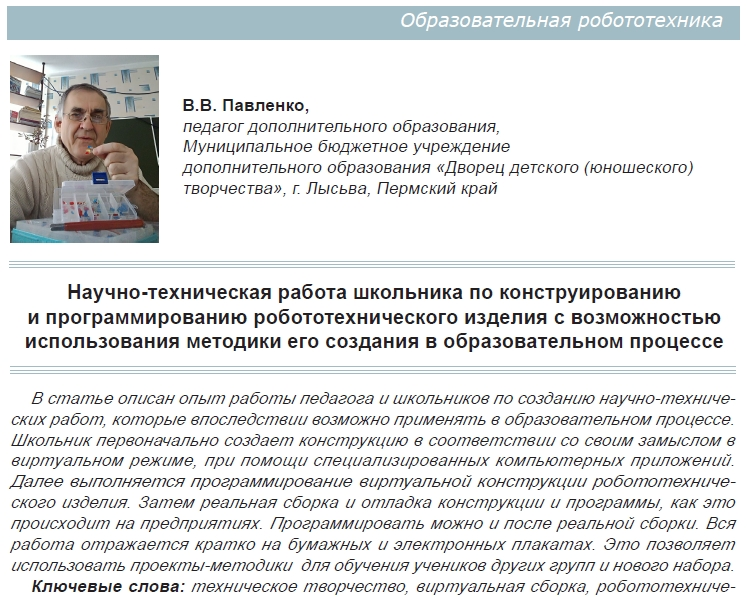 Образовательная робототехника
В.В. Павленко,
педагог дополнительного образования,
Муниципальное бюджетное учреждение
дополнительного образования «Дворец детского (юношеского)
творчества», г. Лысьва, Пермский край
Научно-техническая работа школьника по конструированию
и программированию робототехнического изделия с возможностью
использования методики его создания в образовательном процессе
В статье описан опыт работы педагога и школьников по созданию научно-техниче-
ских работ, которые впоследствии возможно применять в образовательном процессе.
Школьник первоначально создает конструкцию в соответствии со своим замыслом в
виртуальном режиме, при помощи специализированных компьютерных приложений.
Далее выполняется программирование виртуальной конструкции робототехниче-
ского изделия. Затем реальная сборка и отладка конструкции и программы, как это
происходит на предприятиях. Программировать можно и после реальной сборки. Вся
работа отражается кратко на бумажных и электронных плакатах. Это позволяет
использовать проекты-методики для обучения учеников других групп и нового набора.
Ключевые слова: техническое творчество, виртуальная сборка, робототехниче-